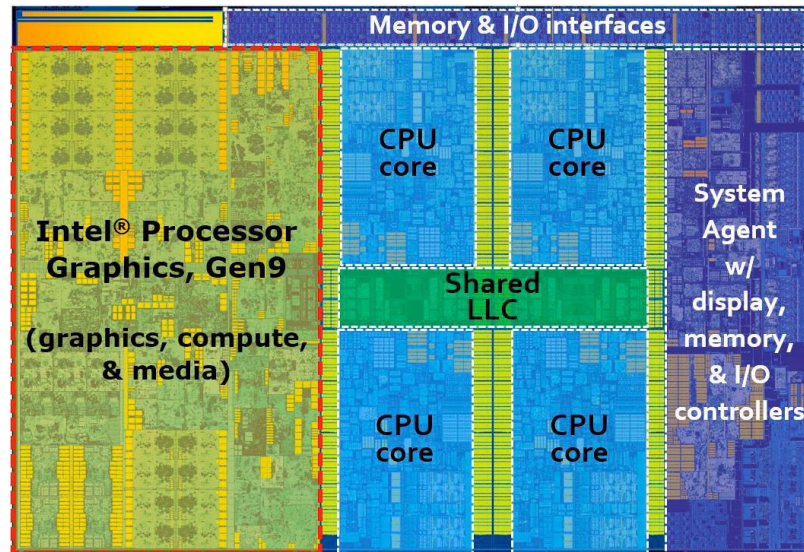 Memory & I/O interfaces
CPU
core
CPU
core
System
Agent
w/
display,
memory,
& I/O
controllers
Intel® Processor
Graphics, Gen9
(graphics, compute,
& media)
Shared
LLC
CPU
core
CPU
core